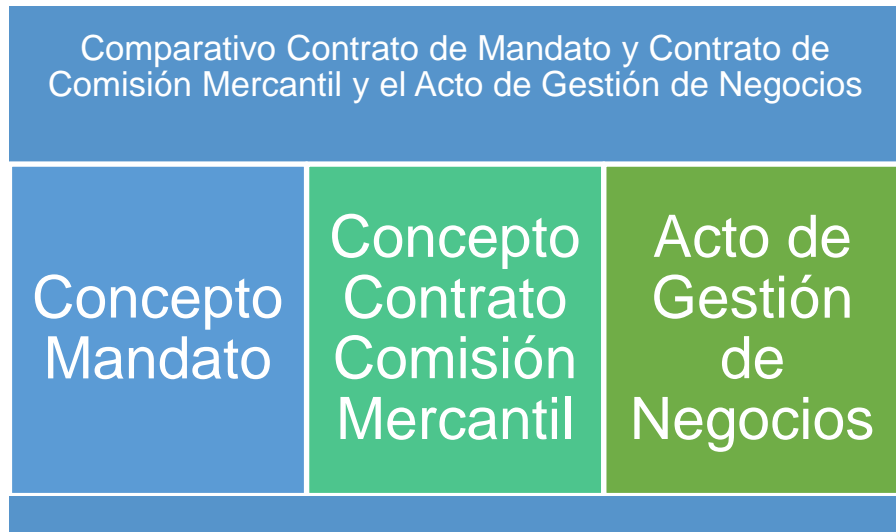 Comparativo Contrato de Mandato y Contrato de
Comisión Mercantil y el Acto de Gestión de Negocios
Concepto
Mandato
Concepto
Contrato
Comisión
Mercantil
Acto de
Gestión
de
Negocios